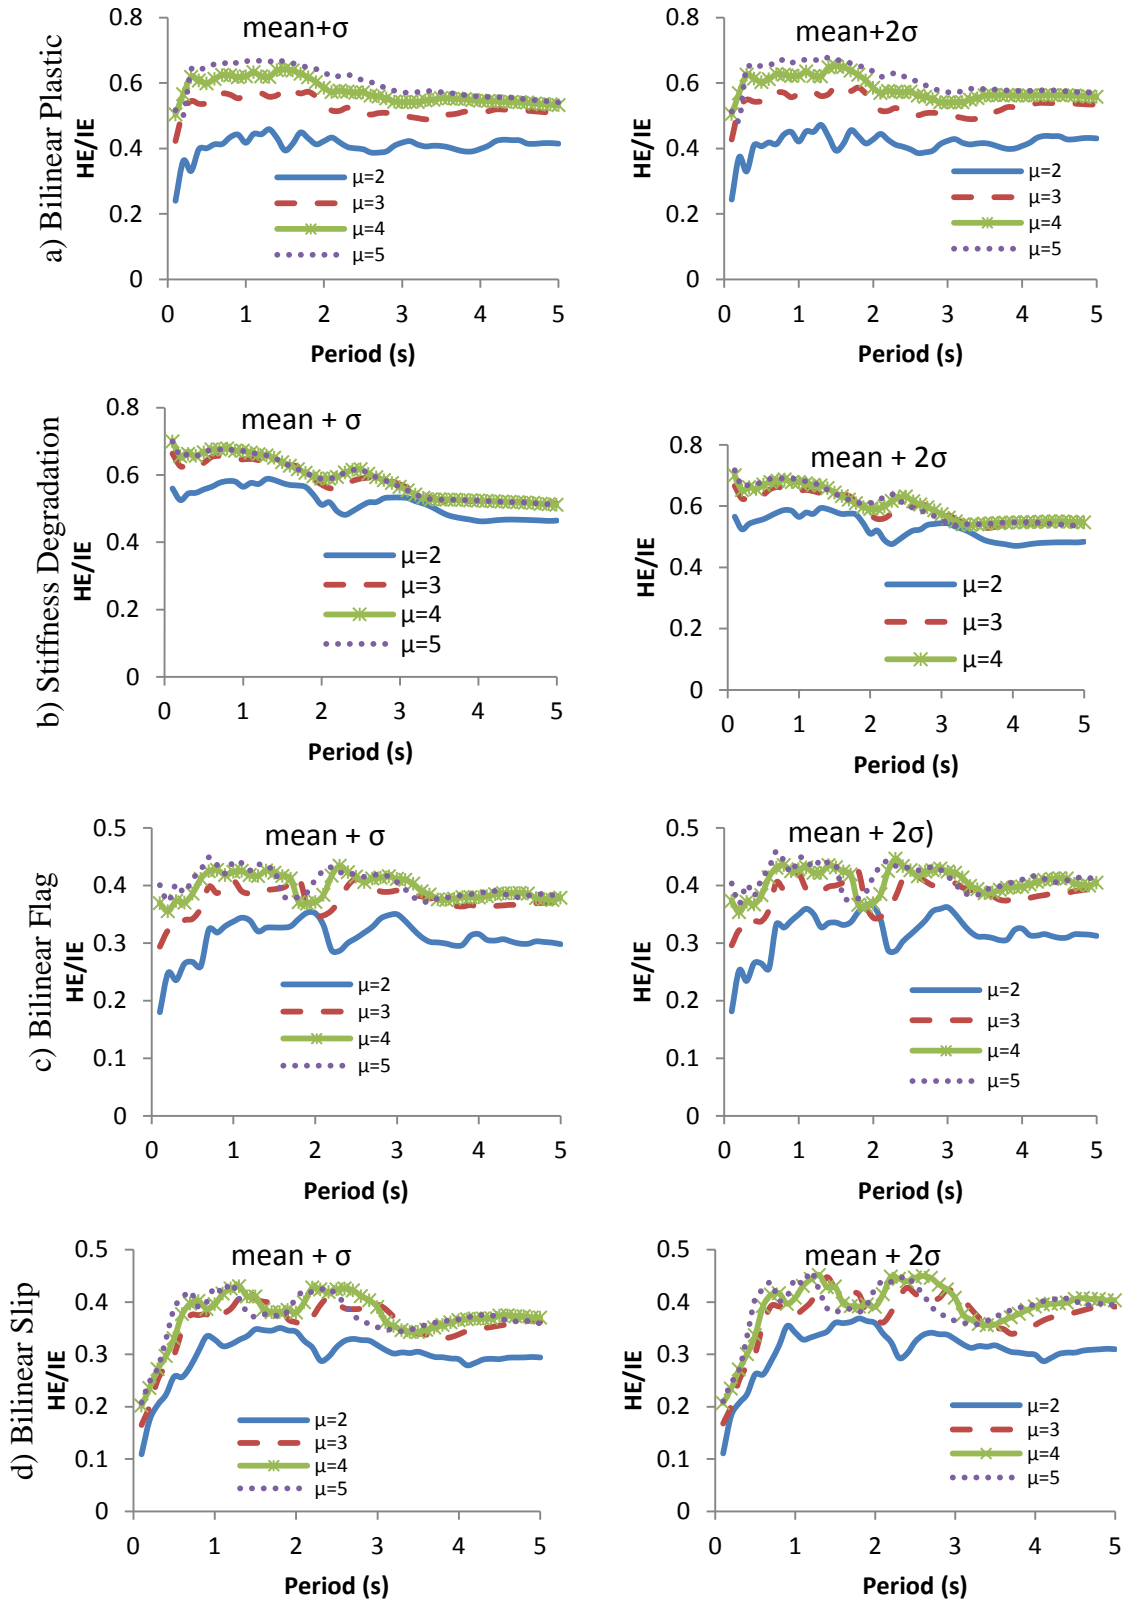 a) Bilinear Plastic
mean+σ
HE/IE
0.8
0.6
0.4
0.2
0
μ=2
μ=3
μ=4
μ=5
0 1 2 3 4 5
Period (s)
mean+2σ
HE/IE
0.8
0.6
0.4
0.2
0
μ=2
μ=3
μ=4
μ=5
0 1 2 3 4 5
Period (s)
b) Stiffness Degradation
mean + σ
HE/IE
0.8
0.6
0.4
0.2
0
μ=2
μ=3
μ=4
μ=5
0 1 2 3 4 5
Period (s)
mean + 2σ
HE/IE
0.8
0.6
0.4
0.2
0
μ=2
μ=3
μ=4
0 1 2 3 4 5
Period (s)
c) Bilinear Flag
mean + σ
HE/IE
0.5
0.4
0.3
0.2
0.1
0
μ=2
μ=3
μ=4
μ=5
0 1 2 3 4 5
Period (s)
mean + 2σ)
HE/IE
0.5
0.4
0.3
0.2
0.1
0
μ=2
μ=3
μ=4
μ=5
0 1 2 3 4 5
Period (s)
d) Bilinear Slip
mean + σ
HE/IE
0.5
0.4
0.3
0.2
0.1
0
μ=2
μ=3
μ=4
μ=5
0 1 2 3 4 5
Period (s)
mean + 2σ
HE/IE
0.5
0.4
0.3
0.2
0.1
0
μ=2
μ=3
μ=4
μ=5
0 1 2 3 4 5
Period (s)